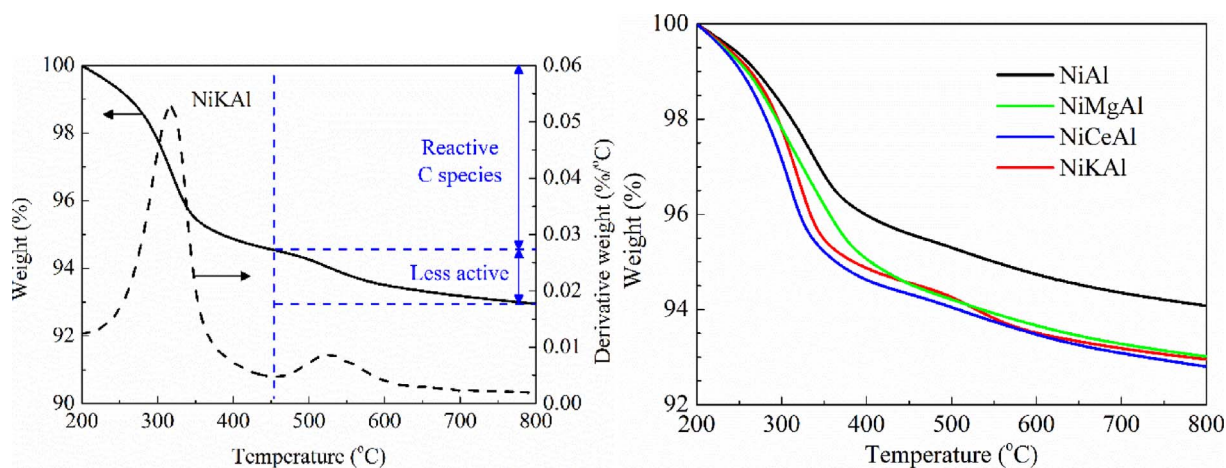 NiKAl
Reactive
C species
Less active
Weight (%)
100
98
96
94
92
90
Derivative weight (%/°C)
0.06
0.05
0.04
0.03
0.02
0.01
0.00
200 300 400 500 600 700 800
Temperature (°C)
NiAl
NiMgAl
NiCeAl
NiKAl
Weight (%)
100
98
96
94
92
200 300 400 500 600 700 800
Temperature (°C)